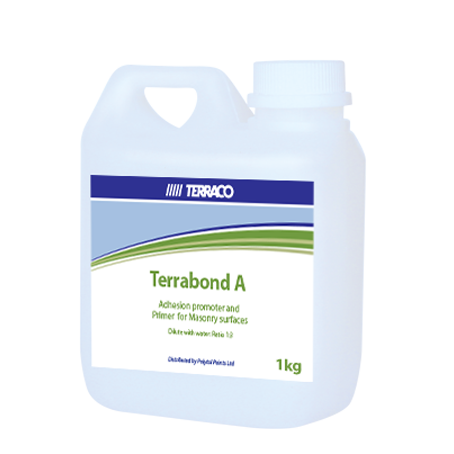 TERRACO
Terrabond A
Adhesion promoter and
Primer for Masonry surfaces
Dilute with water. Ratio 1:3
1kg
Distributed by Polytol Paints Ltd